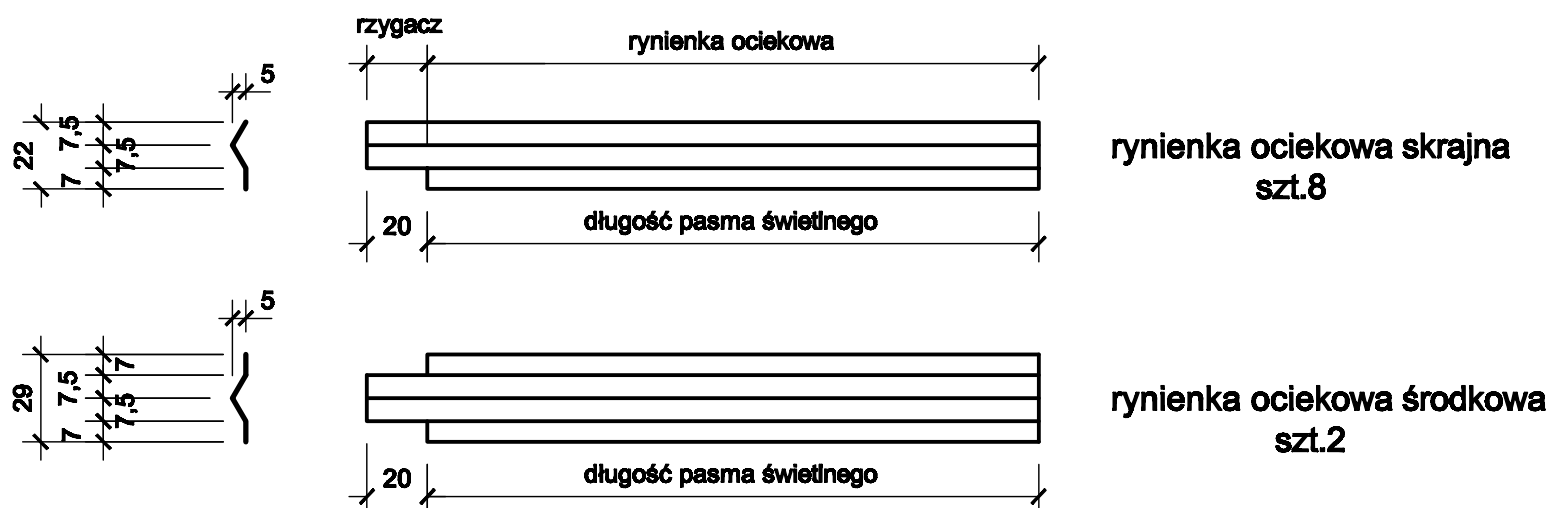 rzygacz
rynienka ociekowa
5
22
7,5
7,5
7
rynienka ociekowa skrajna
szt.8
20
długość pasma świetlnego
5
29
7
7,5
7,5
7
rynienka ociekowa środkowa
szt.2
20
długość pasma świetlnego